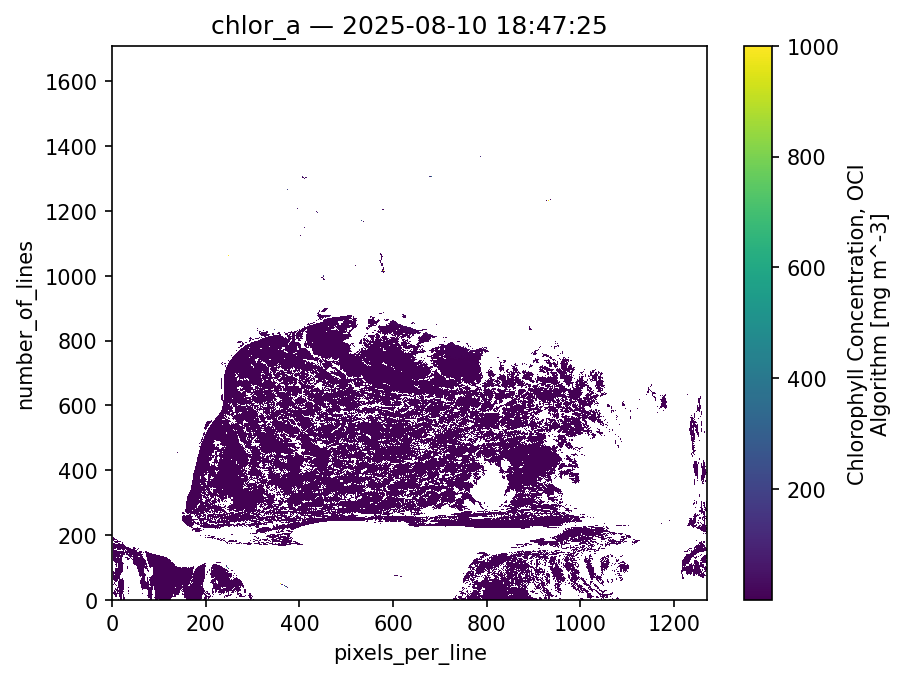 chlor_a — 2025-08-10 18:47:25
1600
1400
1200
1000
800
600
400
200
0
number_of_lines
0 200 400 600 800 1000 1200
pixels_per_line
1000
800
600
400
200
Chlorophyll Concentration, OCI
Algorithm [mg m^-3]